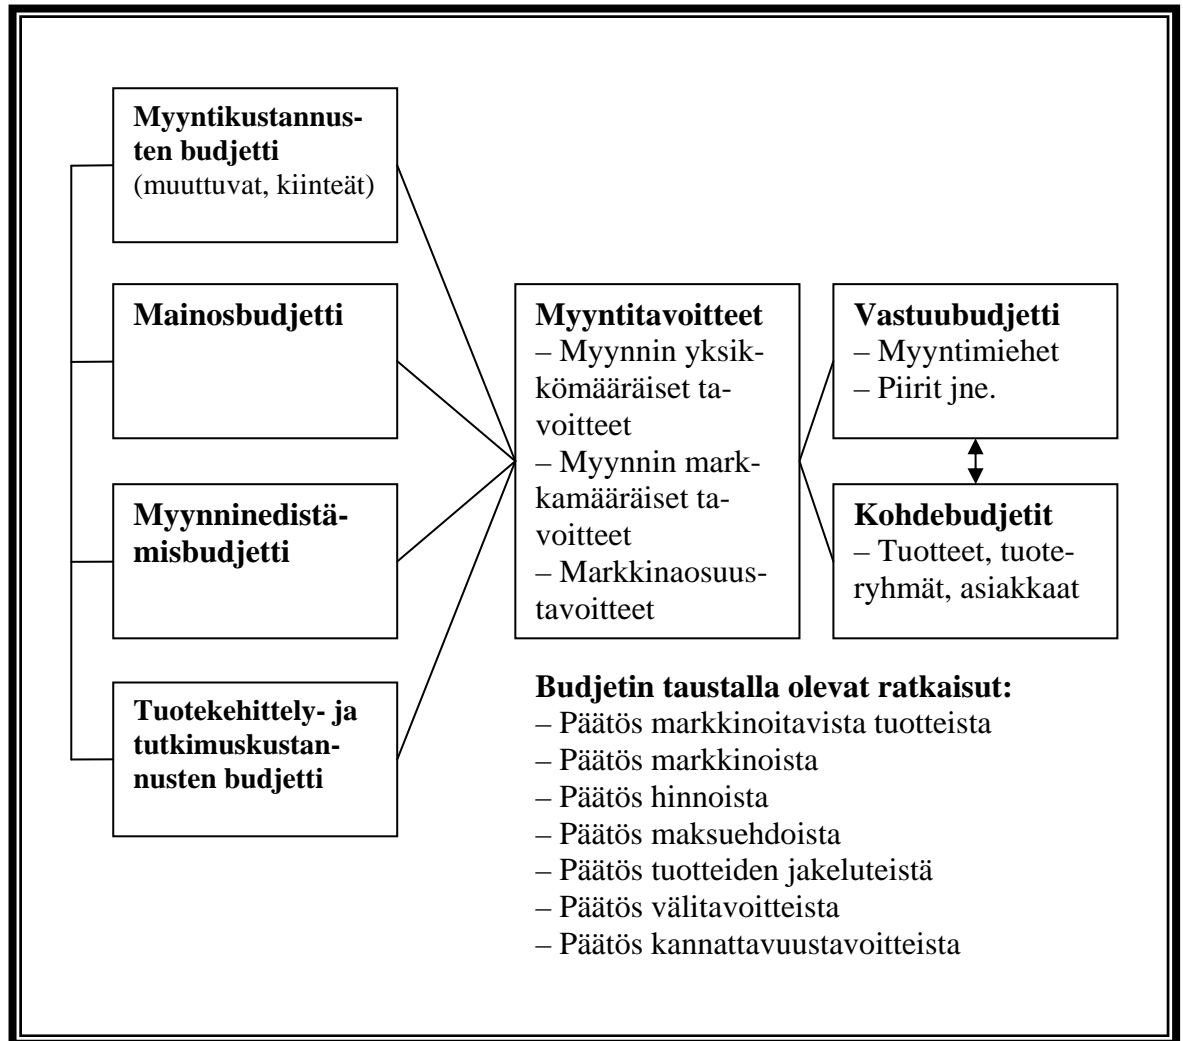 Myyntikustannus-
ten budjetti
(muuttuvat, kiinteät)
Mainosbudjetti
Myynninedistä-
misbudjetti
Tuotekehittely- ja
tutkimuskustan-
nusten budjetti
Myyntitavoitteet
– Myynnin yksik-
kömääräiset ta-
voitteet
– Myynnin mark-
kamääräiset ta-
voitteet
– Markkinaosuus-
tavoitteet
Vastuubudjetti
– Myyntimiehet
– Piirit jne.
Kohdebudjetit
– Tuotteet, tuote-
ryhmät, asiakkaat
Budjetin taustalla olevat ratkaisut:
– Päätös markkinoitavista tuotteista
– Päätös markkinoista
– Päätös hinnoista
– Päätös maksuehdoista
– Päätös tuotteiden jakeluteistä
– Päätös välitavoitteista
– Päätös kannattavuustavoitteista